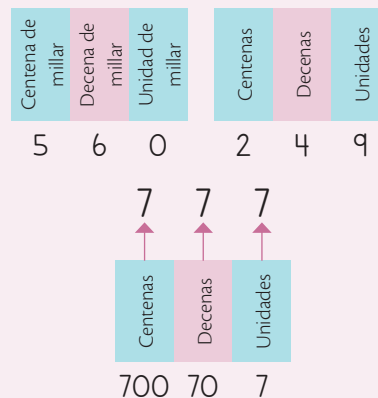 Centena de millar Decena de millar Unidad de millar Centenas Decenas Unidades
5 6 0 2 4 9
7 7 7
Centenas Decenas Unidades
700 70 7